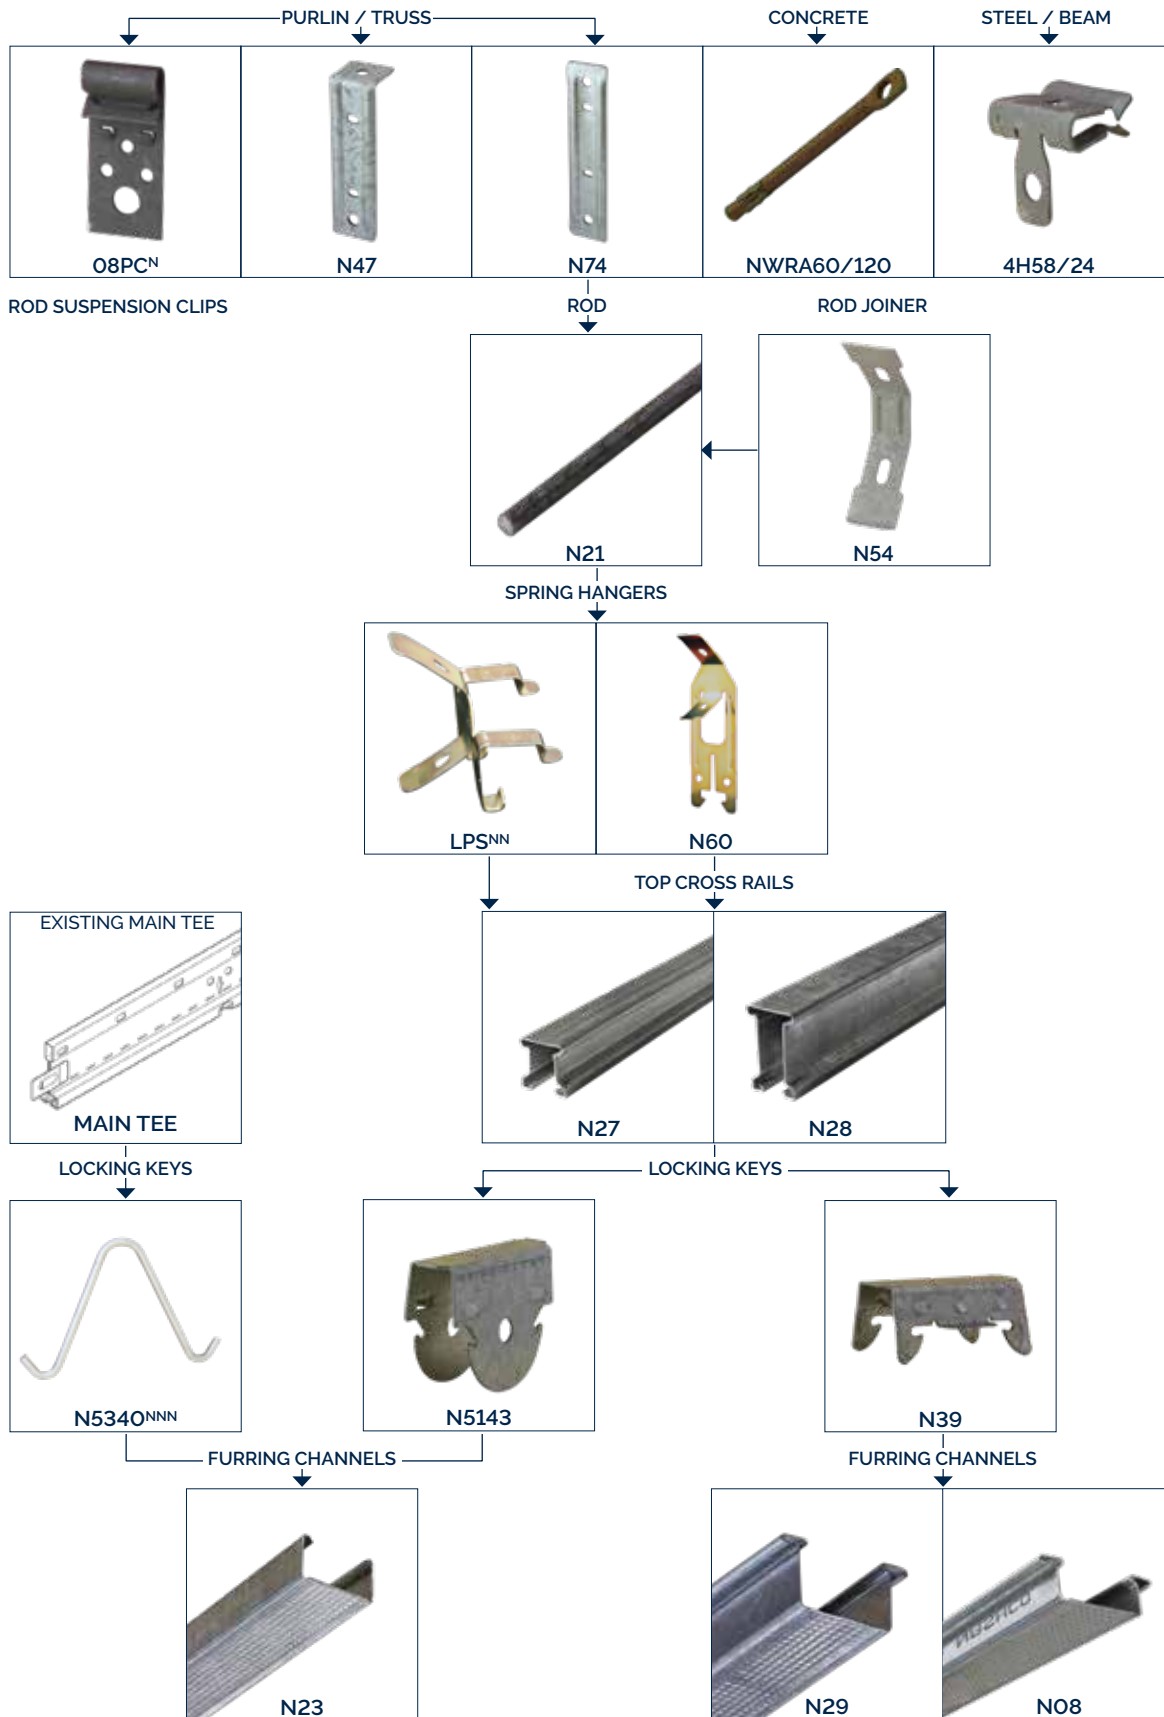 PURLIN / TRUSS
CONCRETE
STEEL / BEAM
08PCᴺ
N47
N74
NWRA60/120
4H58/24
ROD SUSPENSION CLIPS
ROD
ROD JOINER
N21
N54
SPRING HANGERS
LPSᴺᴺ
N60
TOP CROSS RAILS
EXISTING MAIN TEE
MAIN TEE
N27
N28
LOCKING KEYS
LOCKING KEYS
N5340ᴺᴺᴺ
N5143
N39
FURRING CHANNELS
FURRING CHANNELS
N23
N29
N08